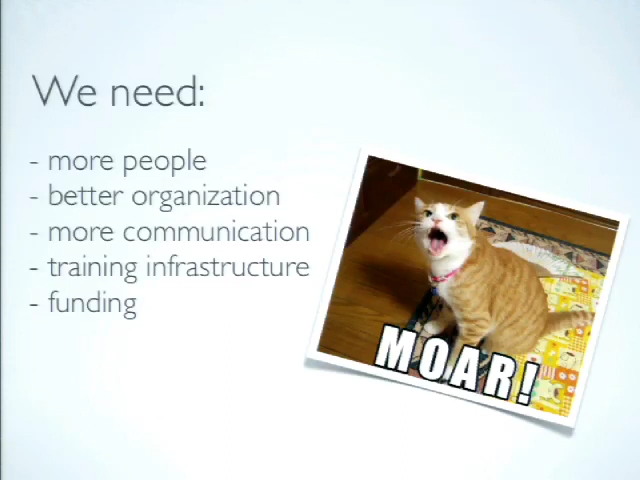 We need:
- more people
- better organization
- more communication
- training infrastructure
- funding
MOAR!